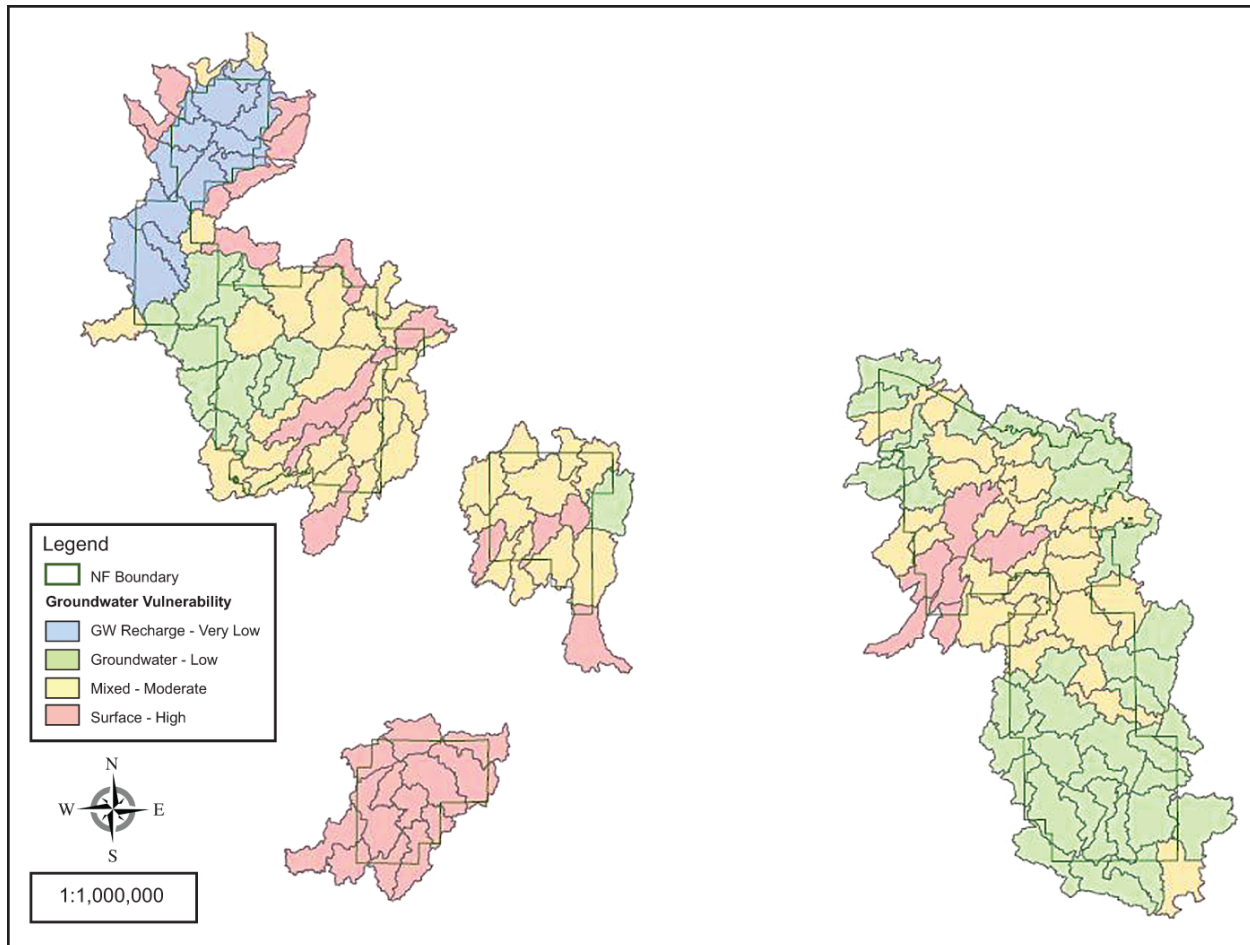 Legend
NF Boundary
Groundwater Vulnerability
GW Recharge - Very Low
Groundwater - Low
Mixed - Moderate
Surface - High
N
W E
S
1:1,000,000